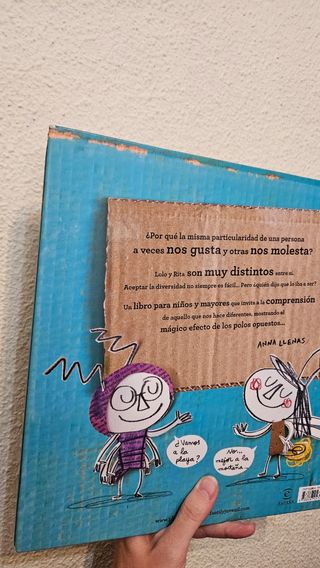 ¿Por qué la misma particularidad de una persona
a veces nos gusta y otras nos molesta?
Lolo y Rita son muy distintos entre sí.
Aceptar la diversidad no siempre es fácil... Pero ¿quién dijo que lo iba a ser?
Un libro para niños y mayores que invita a la comprensión
de aquello que nos hace diferentes, mostrando el
mágico efecto de los polos opuestos...
ANNA LLENAS
¿Vamos
a la
playa?
No...
mejor a la
montaña...
ESPASA
www.